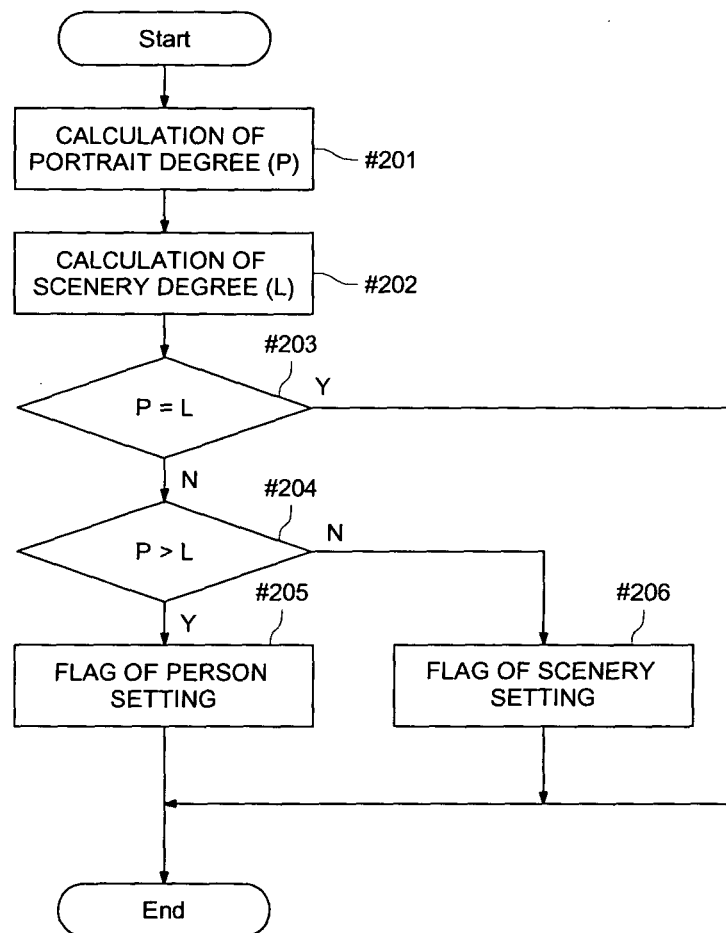 Start
CALCULATION OF
PORTRAIT DEGREE (P)
#201
CALCULATION OF
SCENERY DEGREE (L)
#202
#203
P = L
Y
N
#204
P > L
N
Y
#205
FLAG OF PERSON
SETTING
#206
FLAG OF SCENERY
SETTING
End